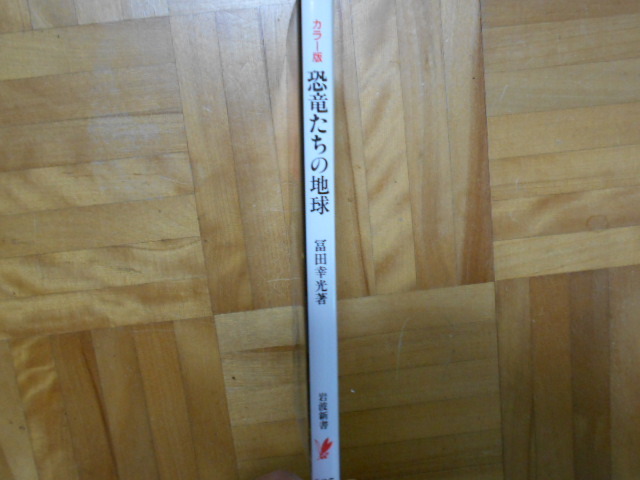 カラー版
恐竜たちの地球
冨田幸光著
岩波新書